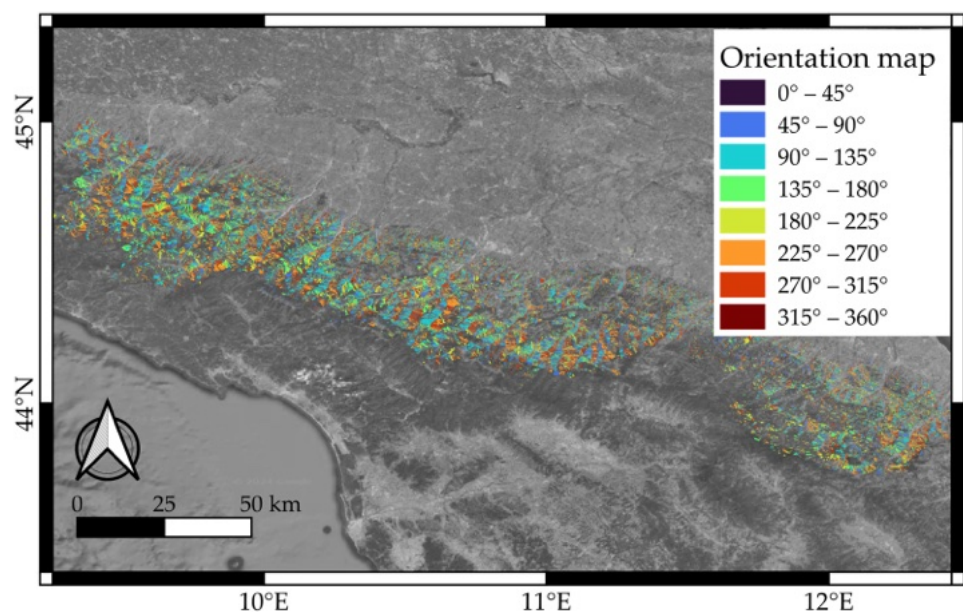 Orientation map
0° – 45°
45° – 90°
90° – 135°
135° – 180°
180° – 225°
225° – 270°
270° – 315°
315° – 360°
45°N
44°N
0 25 50 km
10°E 11°E 12°E